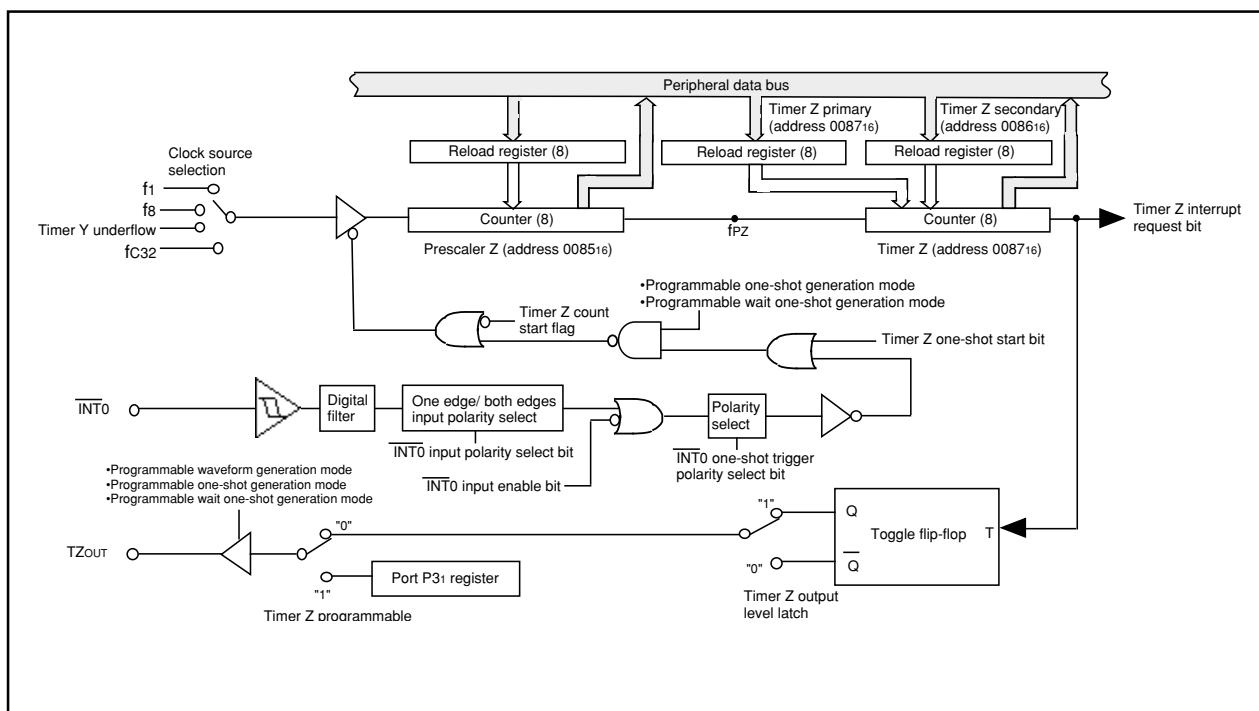 Peripheral data bus
Timer Z primary
(address 008716)
Timer Z secondary
(address 008616)
Reload register (8)
Reload register (8)
Reload register (8)
Clock source
selection
f1
f8
Timer Y underflow
fC32
Counter (8)
fPZ
Counter (8)
Timer Z interrupt
request bit
Prescaler Z (address 008516)
Timer Z (address 008716)
•Programmable one-shot generation mode
•Programmable wait one-shot generation mode
Timer Z count
start flag
Timer Z one-shot start bit
INT0
Digital
filter
One edge/ both edges
input polarity select
Polarity
select
INT0 input polarity select bit
INT0 one-shot trigger
polarity select bit
INT0 input enable bit
•Programmable waveform generation mode
•Programmable one-shot generation mode
•Programmable wait one-shot generation mode
"0"
"1"
Q
Toggle flip-flop
T
TZOUT
"0"
Q
"1"
Port P31 register
Timer Z output
level latch
Timer Z programmable